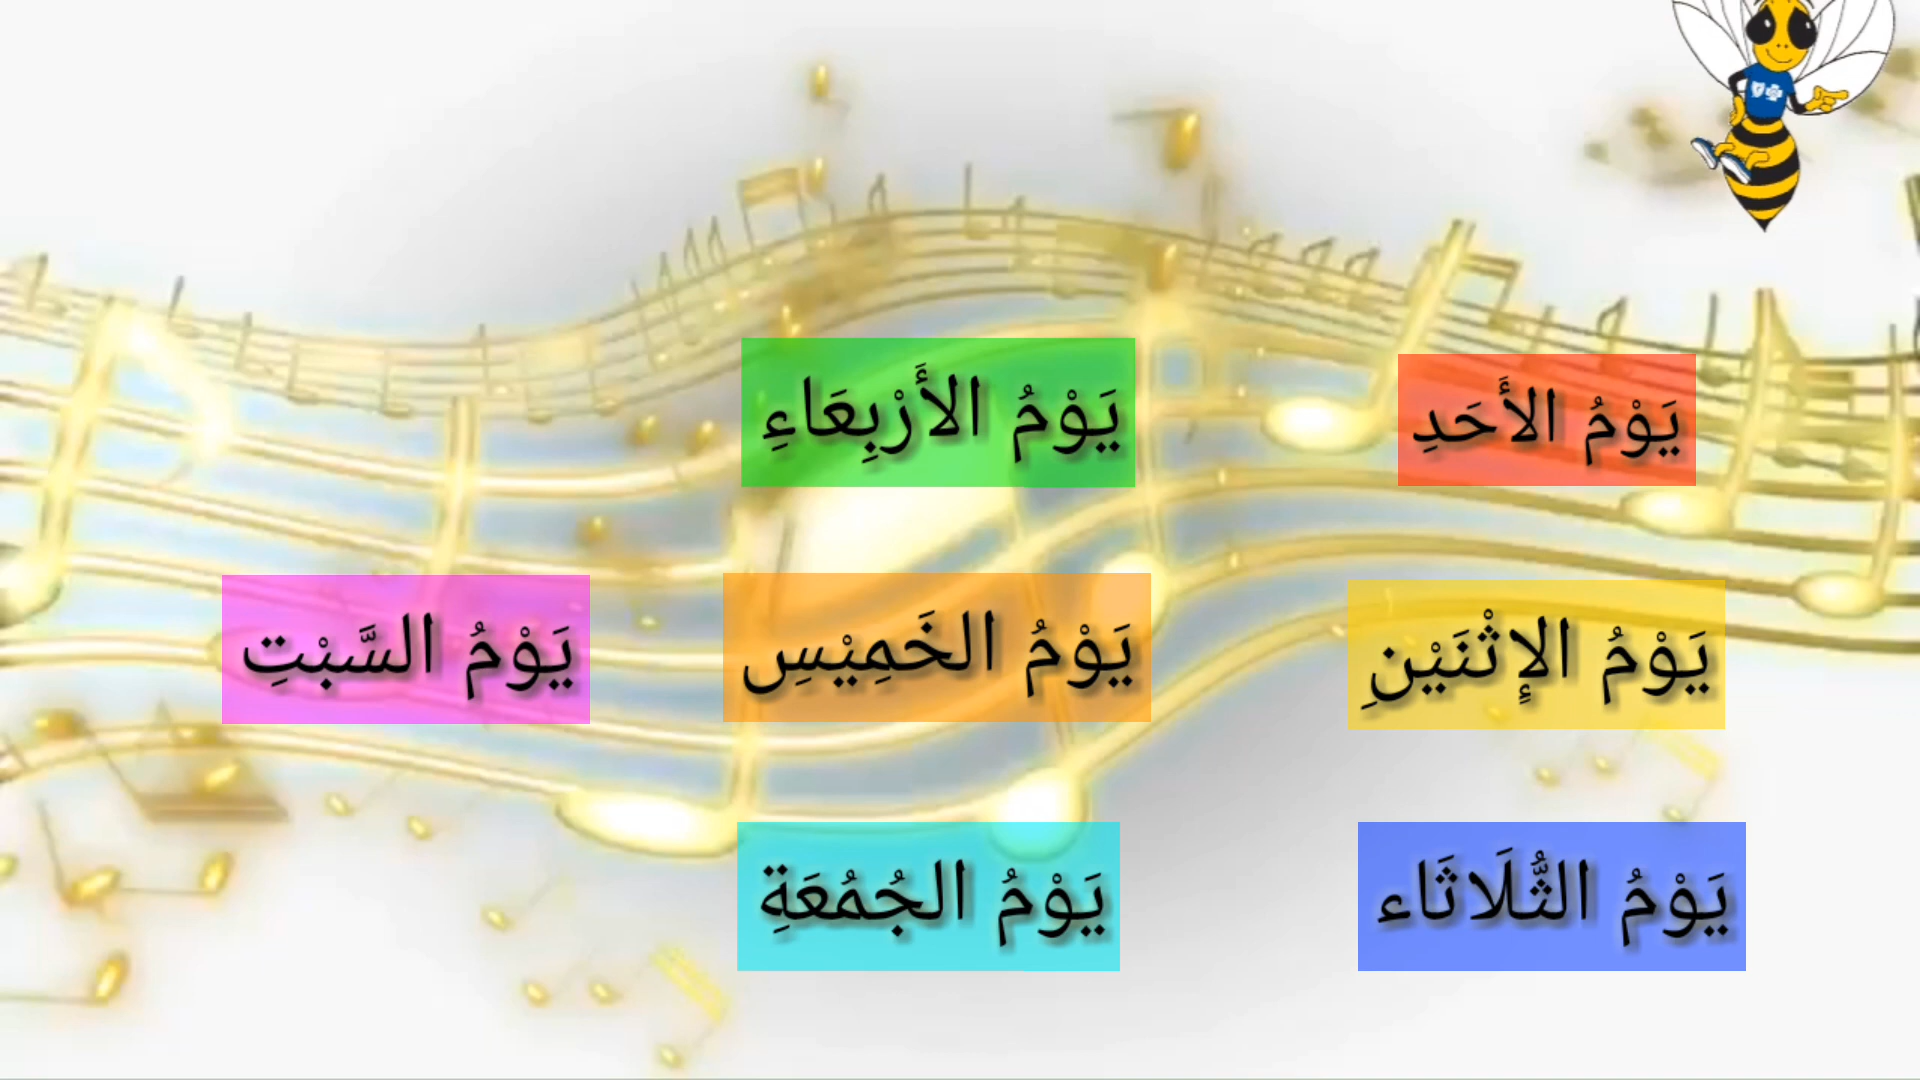 يَوْمُ الأَحَدِ
يَوْمُ الإِثْنَيْنِ
يَوْمُ الثُّلَاثَاء
يَوْمُ الأَرْبِعَاءِ
يَوْمُ الخَمِيْسِ
يَوْمُ الجُمُعَةِ
يَوْمُ السَّبْتِ